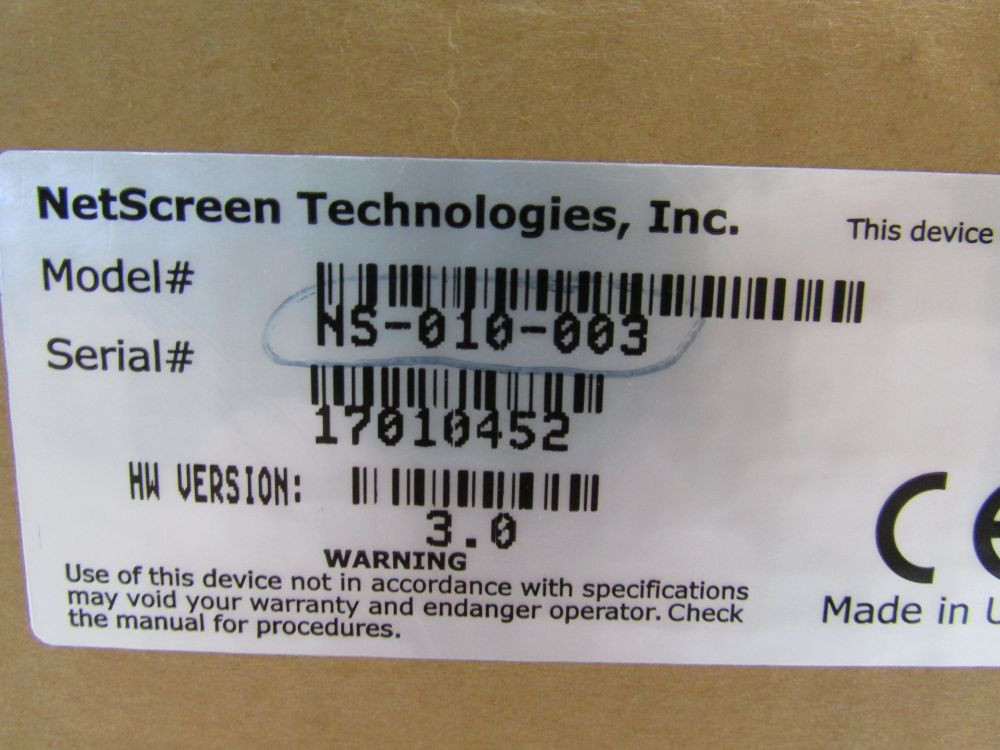 NetScreen Technologies, Inc.
This device
Model#
NS-010-003
Serial#
17010452
HW VERSION:
3.0
WARNING
Use of this device not in accordance with specifications
may void your warranty and endanger operator. Check
the manual for procedures.
CE
Made in